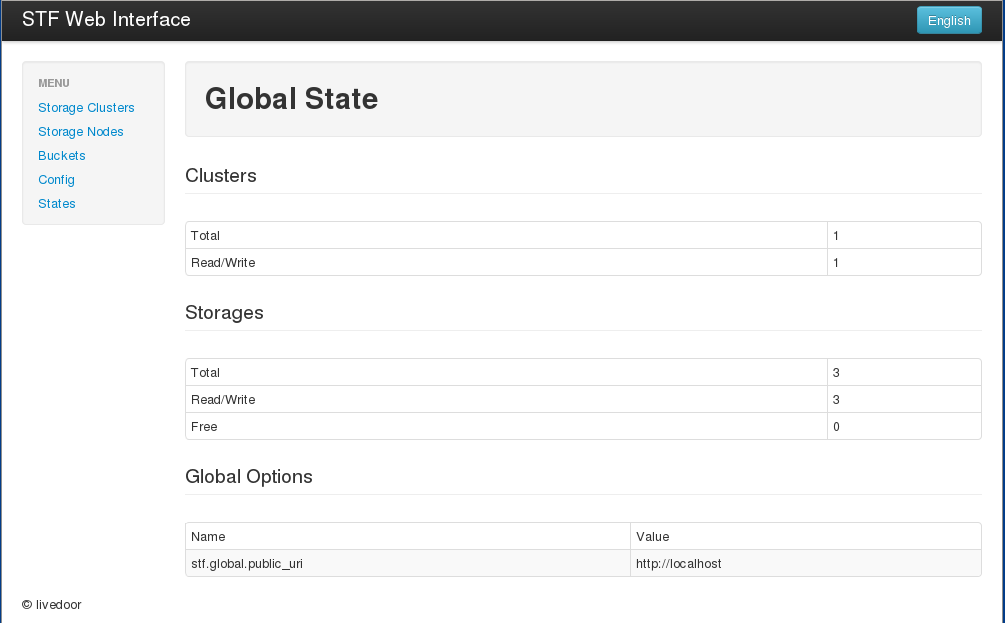 STF Web Interface
English
MENU
Storage Clusters
Storage Nodes
Buckets
Config
States
Global State
Clusters
Total 1
Read/Write 1
Storages
Total 3
Read/Write 3
Free 0
Global Options
Name Value
stf.global.public_uri http://localhost
© livedoor